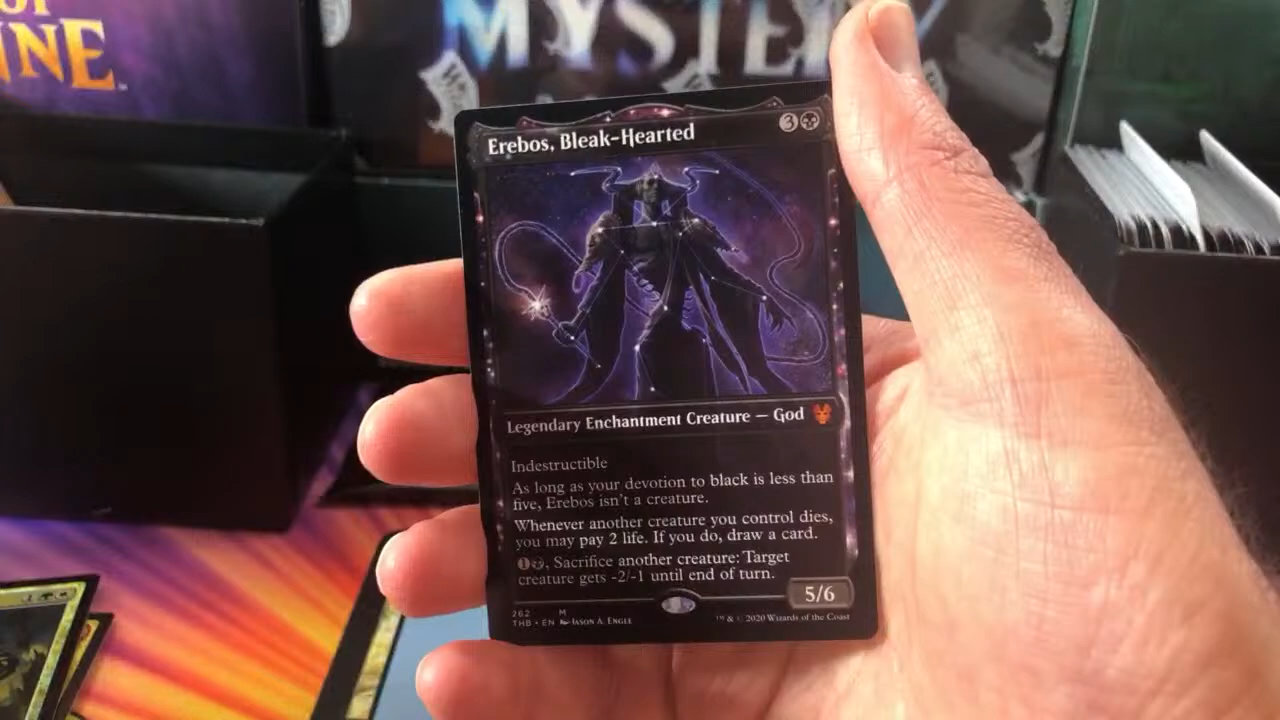 OF
NE
MYSTER
Erebos, Bleak-Hearted
3
Legendary Enchantment Creature — God
Indestructible
As long as your devotion to black is less than
five, Erebos isn't a creature.
Whenever another creature you control dies,
you may pay 2 life. If you do, draw a card.
1, Sacrifice another creature: Target
creature gets -2/-1 until end of turn.
5/6
262 M
THB • EN Jason A. Engle
™ & © 2020 Wizards of the Coast